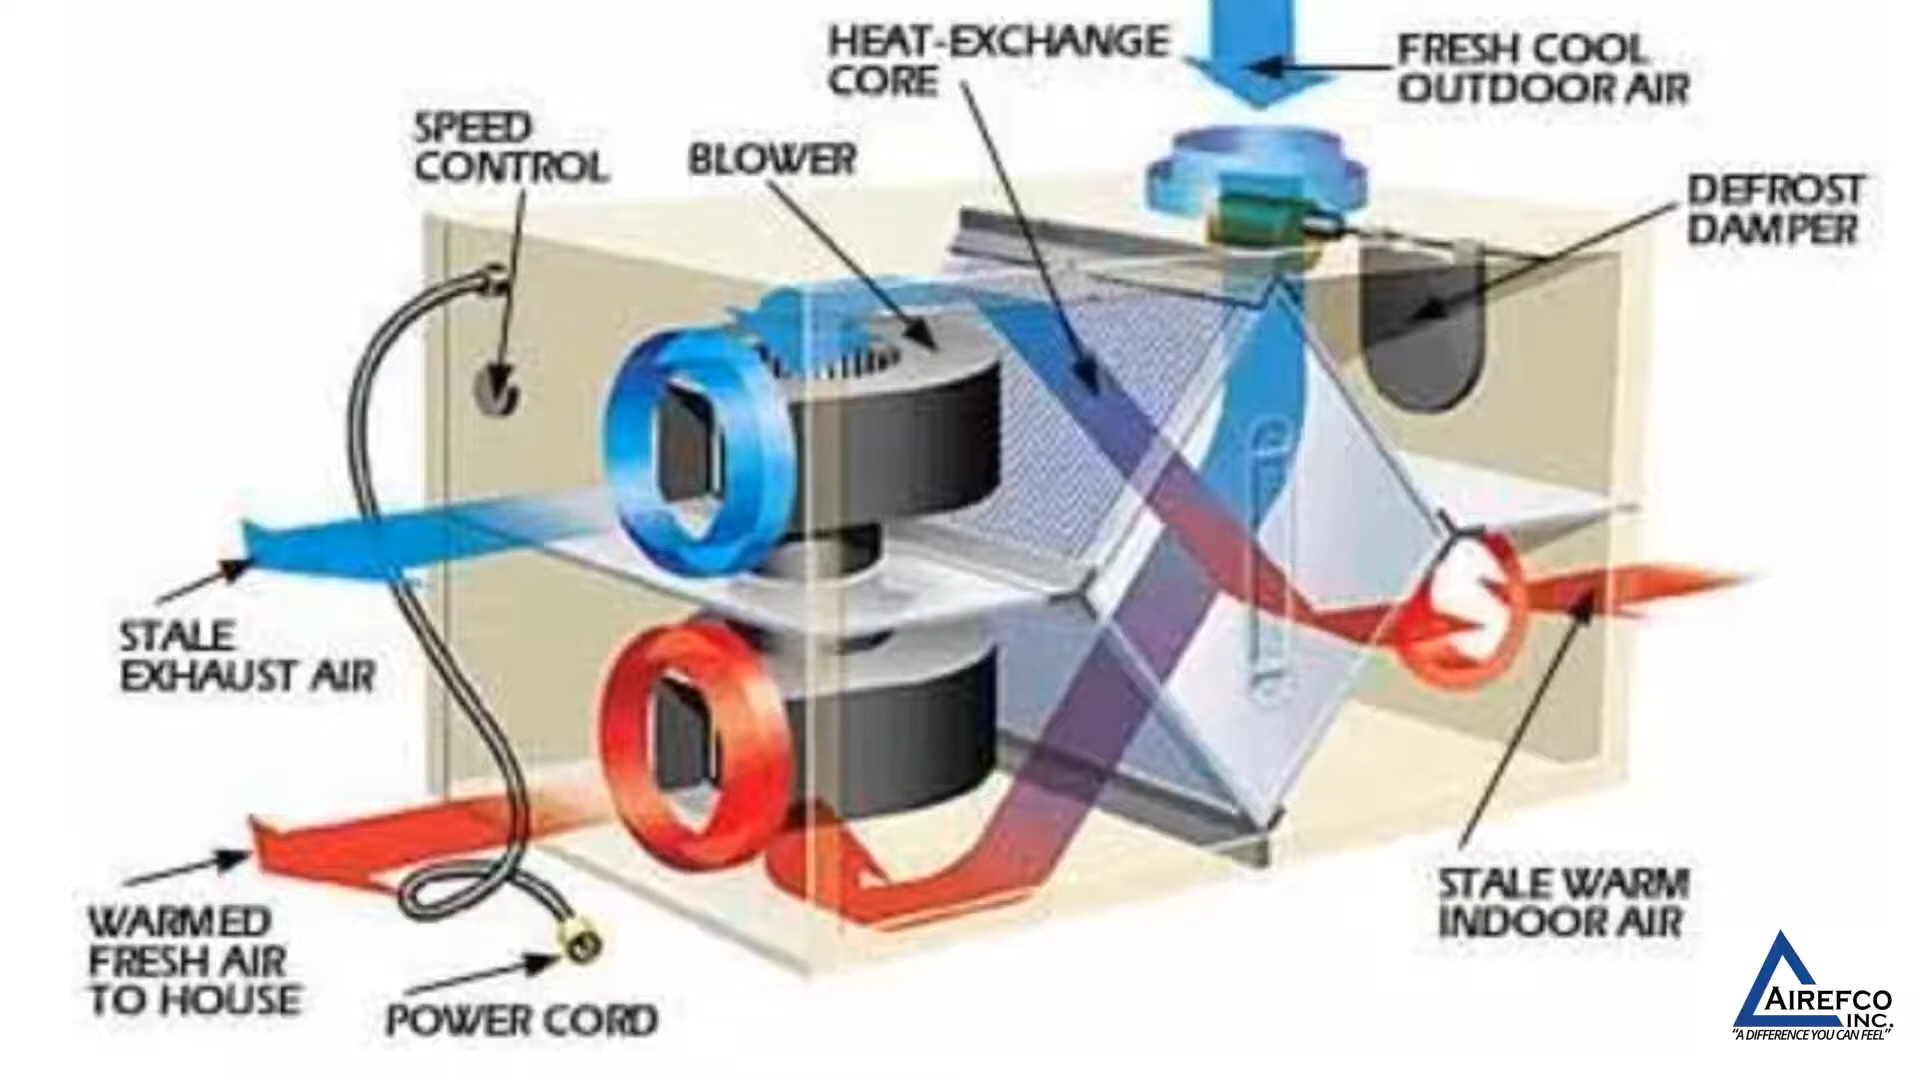 HEAT-EXCHANGE
CORE
FRESH COOL
OUTDOOR AIR
SPEED
CONTROL
BLOWER
DEFROST
DAMPER
STALE
EXHAUST AIR
STALE WARM
INDOOR AIR
WARMED
FRESH AIR
TO HOUSE
POWER CORD
AIREFCO
INC.
"A DIFFERENCE YOU CAN FEEL"